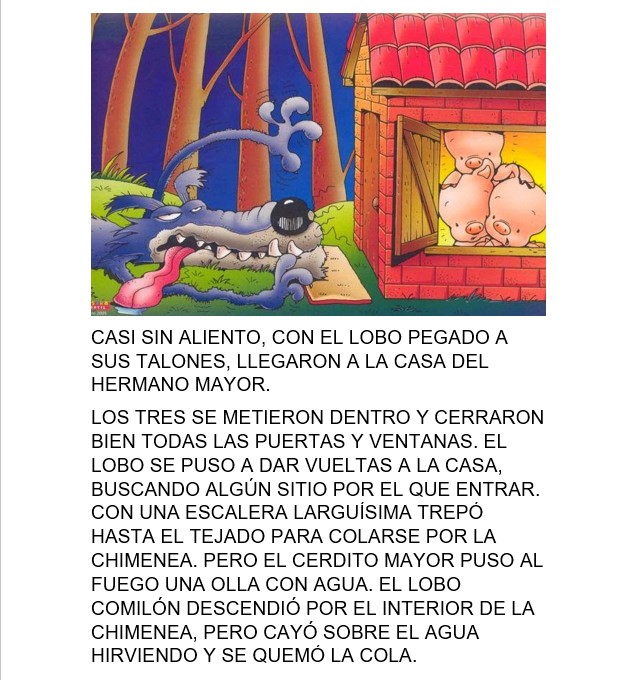 CASI SIN ALIENTO, CON EL LOBO PEGADO A
SUS TALONES, LLEGARON A LA CASA DEL
HERMANO MAYOR.
LOS TRES SE METIERON DENTRO Y CERRARON
BIEN TODAS LAS PUERTAS Y VENTANAS. EL
LOBO SE PUSO A DAR VUELTAS A LA CASA,
BUSCANDO ALGÚN SITIO POR EL QUE ENTRAR.
CON UNA ESCALERA LARGUÍSIMA TREPÓ
HASTA EL TEJADO PARA COLARSE POR LA
CHIMENEA. PERO EL CERDITO MAYOR PUSO AL
FUEGO UNA OLLA CON AGUA. EL LOBO
COMILÓN DESCENDIÓ POR EL INTERIOR DE LA
CHIMENEA, PERO CAYÓ SOBRE EL AGUA
HIRVIENDO Y SE QUEMÓ LA COLA.